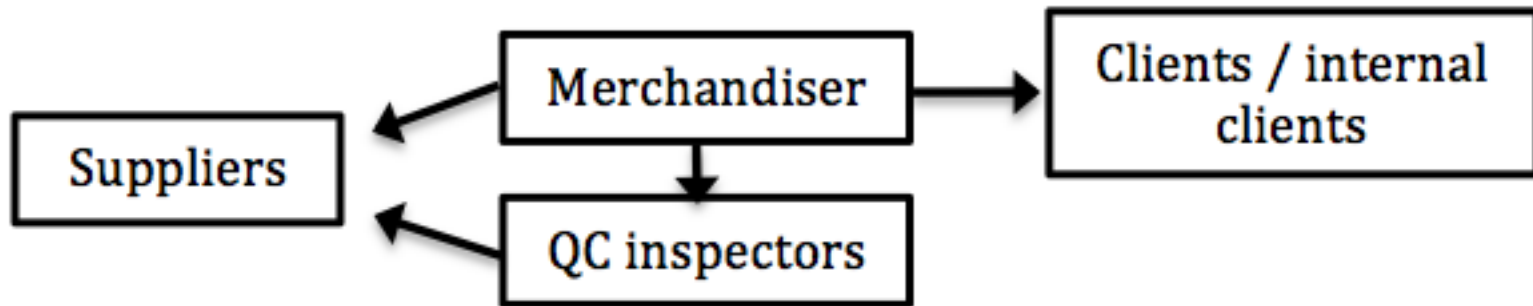 Merchandiser
Clients / internal
clients
Suppliers
QC inspectors